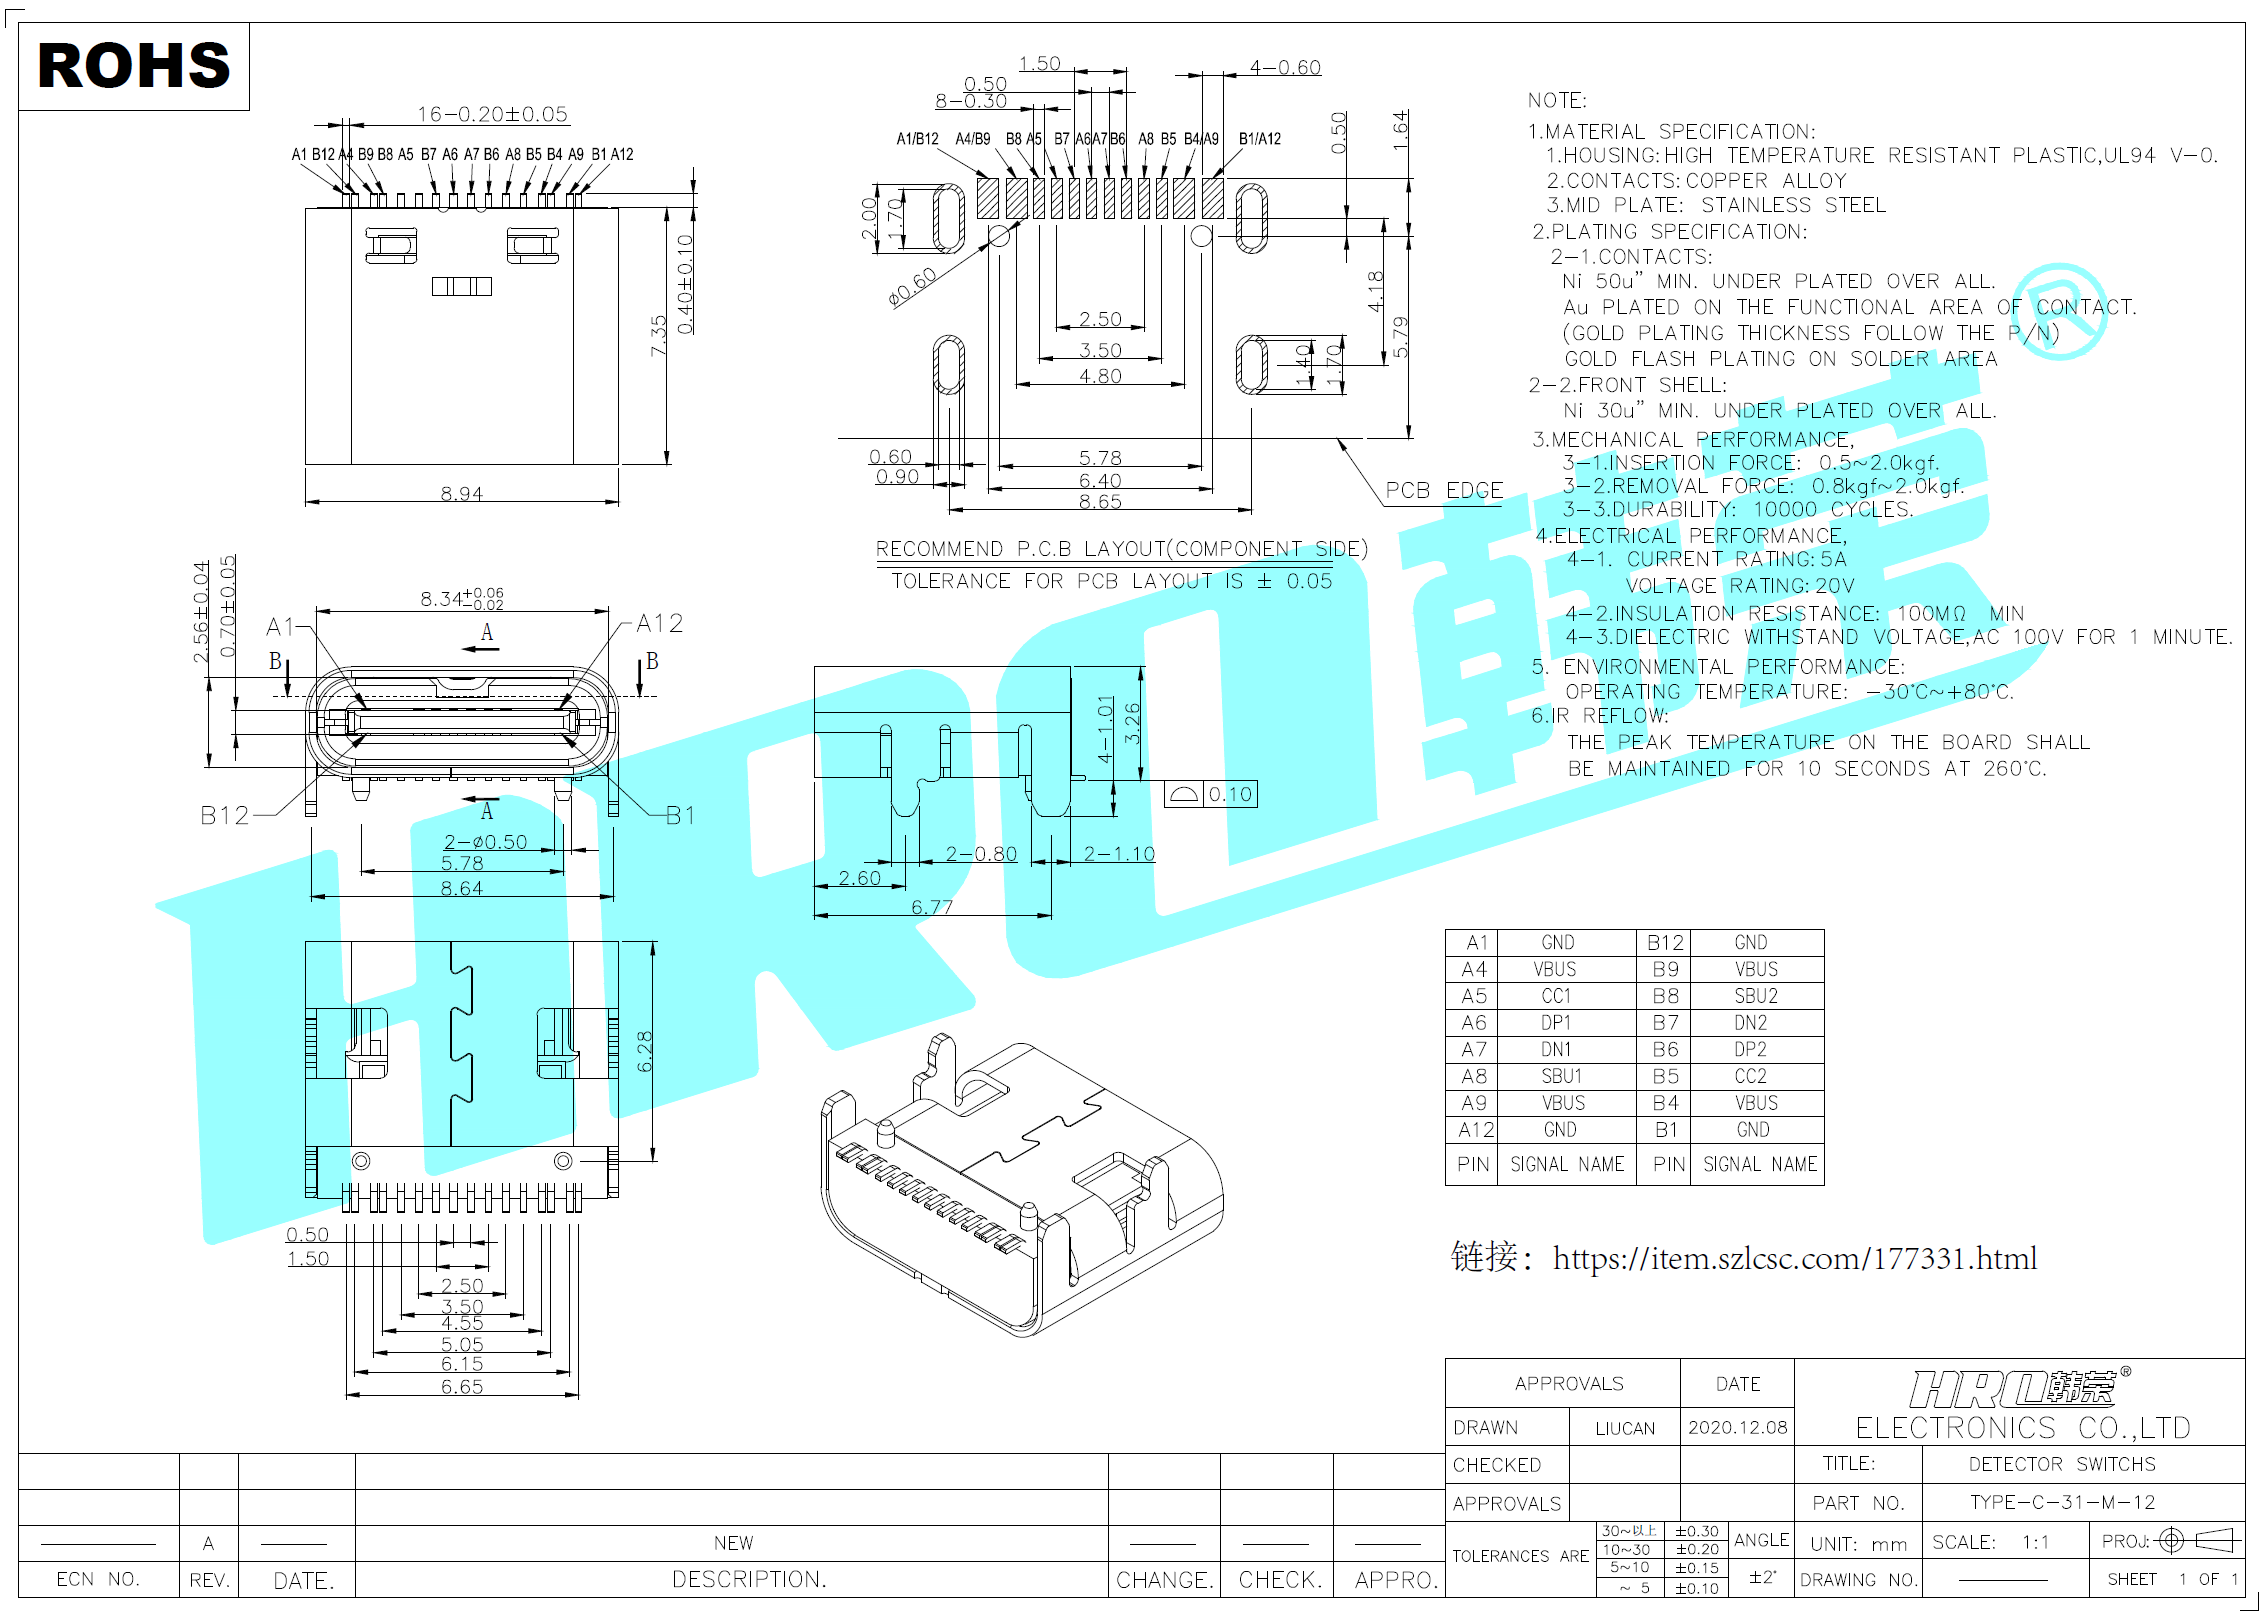 ROHS
16-0.20±0.05
A1 B12 A4 B9 B8 A5 B7 A6 A7 B6 A8 B5 B4 A9 B1 A12
0.40±0.10
7.35
8.94
1.50
4-0.60
0.50
8-0.30
A1/B12 A4/B9 B8 A5 B7 A6 A7 B6 A8 B5 B4/A9 B1/A12
0.50
1.64
2.00
1.70
Ø0.60
2.50
3.50
4.80
4.18
5.79
1.40
1.70
0.60
0.90
5.78
6.40
8.65
PCB EDGE
RECOMMEND P.C.B LAYOUT(COMPONENT SIDE)
TOLERANCE FOR PCB LAYOUT IS ± 0.05
NOTE:
1.MATERIAL SPECIFICATION:
1.HOUSING:HIGH TEMPERATURE RESISTANT PLASTIC,UL94 V-0.
2.CONTACTS:COPPER ALLOY
3.MID PLATE: STAINLESS STEEL
2.PLATING SPECIFICATION:
2-1.CONTACTS:
Ni 50u" MIN. UNDER PLATED OVER ALL.
Au PLATED ON THE FUNCTIONAL AREA OF CONTACT.
(GOLD PLATING THICKNESS FOLLOW THE P/N)
GOLD FLASH PLATING ON SOLDER AREA
2-2.FRONT SHELL:
Ni 30u" MIN. UNDER PLATED OVER ALL.
3.MECHANICAL PERFORMANCE,
3-1.INSERTION FORCE: 0.5~2.0kgf.
3-2.REMOVAL FORCE: 0.8kgf~2.0kgf.
3-3.DURABILITY: 10000 CYCLES.
4.ELECTRICAL PERFORMANCE,
4-1. CURRENT RATING:5A
VOLTAGE RATING:20V
4-2.INSULATION RESISTANCE: 100MΩ MIN
4-3.DIELECTRIC WITHSTAND VOLTAGE,AC 100V FOR 1 MINUTE.
5. ENVIRONMENTAL PERFORMANCE:
OPERATING TEMPERATURE: -30°C~+80°C.
6.IR REFLOW:
THE PEAK TEMPERATURE ON THE BOARD SHALL
BE MAINTAINED FOR 10 SECONDS AT 260°C.
HRO韩荣®
2.56±0.04
0.70±0.05
8.34+0.06
-0.02
A1
A
A12
B
B
B12
A
B1
2-Ø0.50
5.78
8.64
4-1.01
3.26
0.10
2-0.80
2-1.10
2.60
6.77
6.28
0.50
1.50
2.50
3.50
4.55
5.05
6.15
6.65
A1 GND B12 GND
A4 VBUS B9 VBUS
A5 CC1 B8 SBU2
A6 DP1 B7 DN2
A7 DN1 B6 DP2
A8 SBU1 B5 CC2
A9 VBUS B4 VBUS
A12 GND B1 GND
PIN SIGNAL NAME PIN SIGNAL NAME
链接：https://item.szlcsc.com/177331.html
APPROVALS DATE
HRO韩荣®
ELECTRONICS CO.,LTD
DRAWN LIUCAN 2020.12.08
CHECKED
TITLE: DETECTOR SWITCHS
APPROVALS
PART NO. TYPE-C-31-M-12
TOLERANCES ARE
30~以上 ±0.30
10~30 ±0.20
5~10 ±0.15
~ 5 ±0.10
ANGLE
±2°
UNIT: mm SCALE: 1:1 PROJ:
DRAWING NO. SHEET 1 OF 1
A NEW
ECN NO. REV. DATE. DESCRIPTION. CHANGE. CHECK. APPRO.